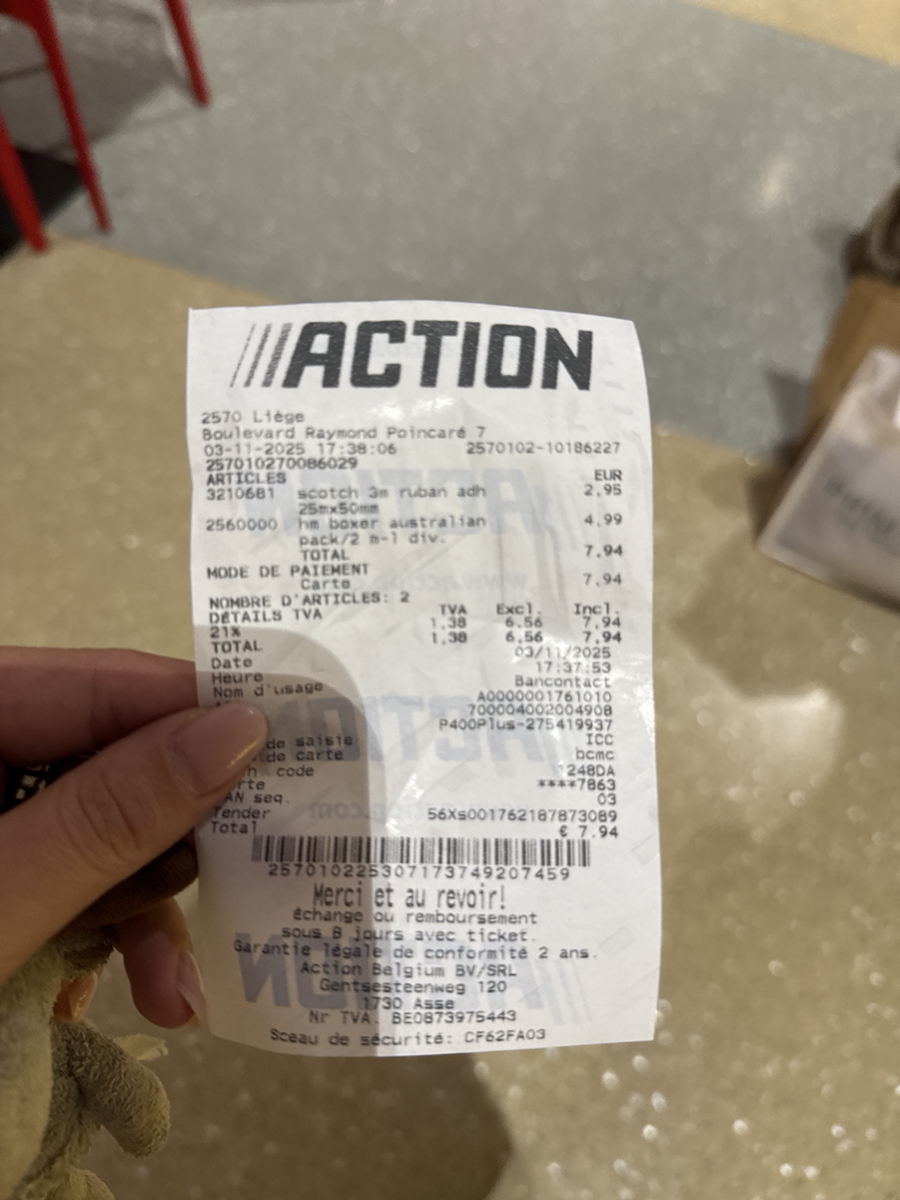 ACTION
2570 Liège
Boulevard Raymond Poincaré 7
03-11-2025 17:38:06 2570102-10186227
257010270086029
ARTICLES EUR
3210681 scotch 3m ruban adh 2,95
25mx50mm
2560000 hm boxer australian 4,99
pack/2 m-l div.
TOTAL 7,94
MODE DE PAIEMENT
Carte 7,94
NOMBRE D'ARTICLES: 2
DÉTAILS TVA TVA Excl. Incl.
21% 1,38 6,56 7,94
TOTAL 1,38 6,56 7,94
Date 03/11/2025
Heure 17:37:53
Nom d'usage Bancontact
A0000001761010
700004002004908
P400Plus-275419937
de saisie ICC
de carte bcmc
code 1248DA
****7863
seq. 03
Tender 56Xs001762187873089
Total € 7.94
257010225307173749207459
Merci et au revoir!
Échange ou remboursement
sous 8 jours avec ticket.
Garantie légale de conformité 2 ans.
Action Belgium BV/SRL
Gentsesteenweg 120
1730 Asse
Nr TVA. BE0873975443
Sceau de sécurité: CF62FA03